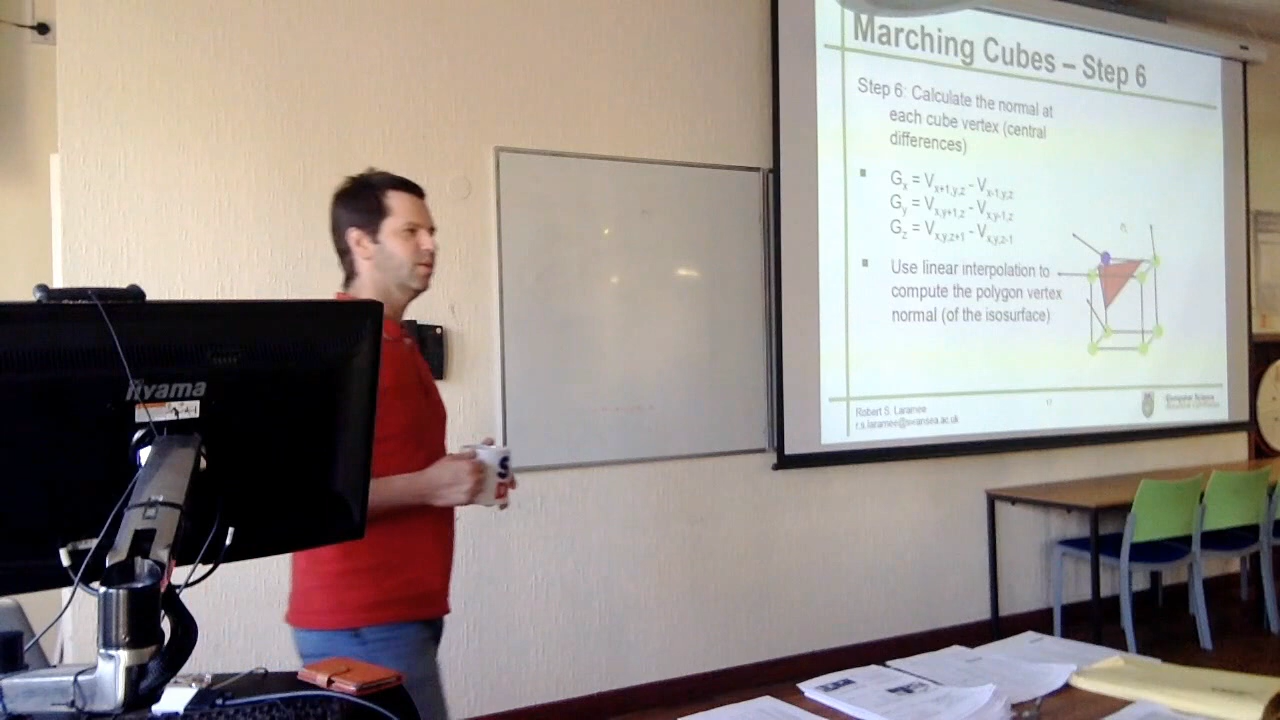 Marching Cubes – Step 6
Step 6: Calculate the normal at
each cube vertex (central
differences)
Gx = Vx+1,y,z - Vx-1,y,z
Gy = Vx,y+1,z - Vx,y-1,z
Gz = Vx,y,z+1 - Vx,y,z-1
Use linear interpolation to
compute the polygon vertex
normal (of the isosurface)
Robert S. Laramee
r.s.laramee@swansea.ac.uk
Computer Science
iiyama
S